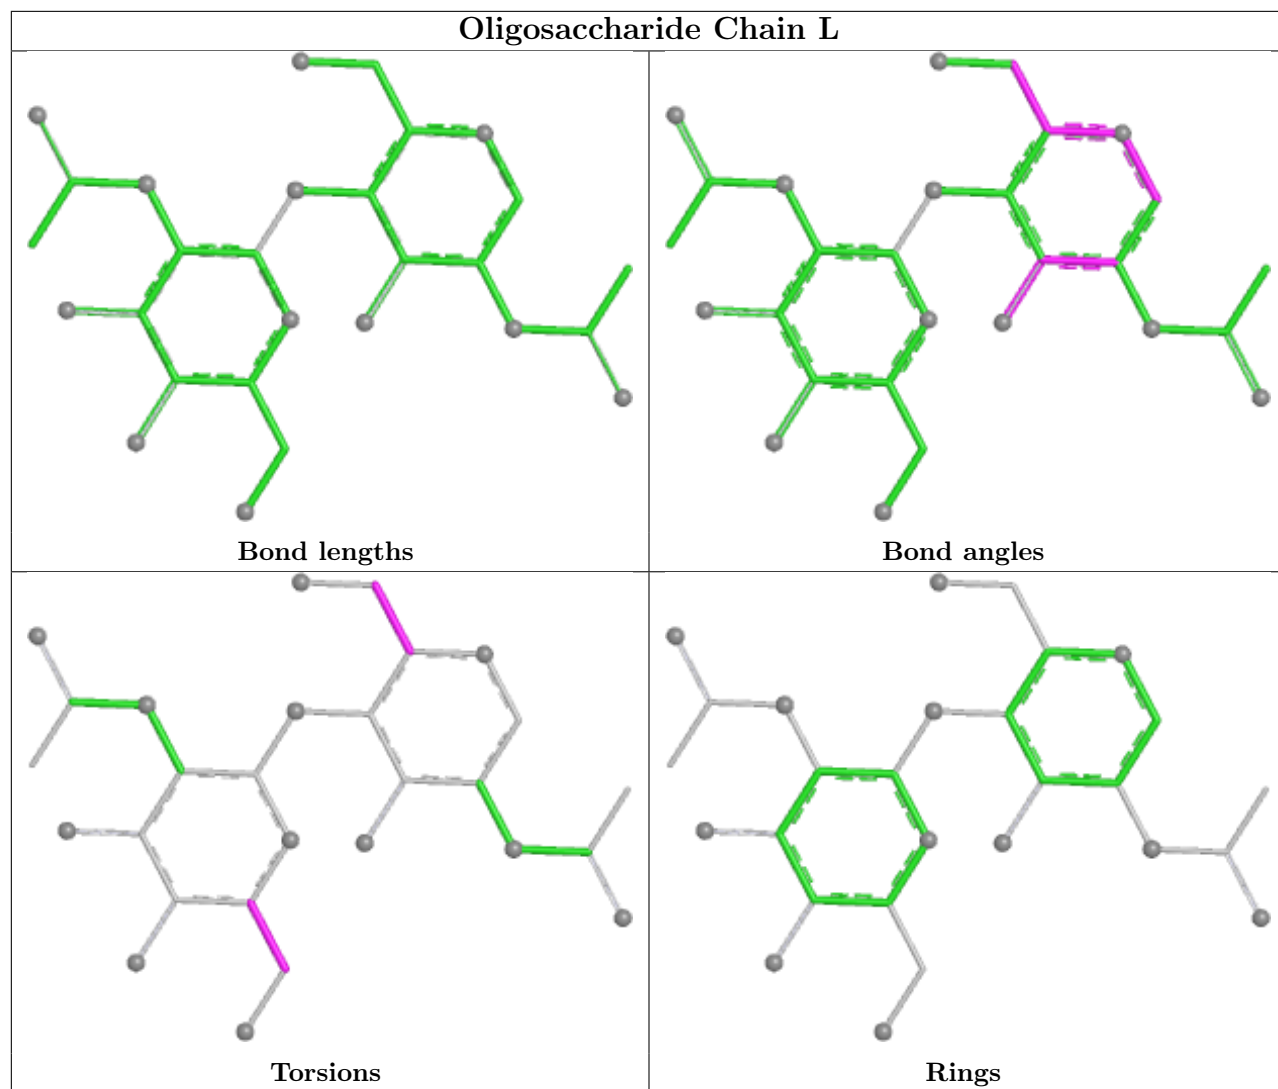 Oligosaccharide Chain L
Bond lengths
Bond angles
Torsions
Rings